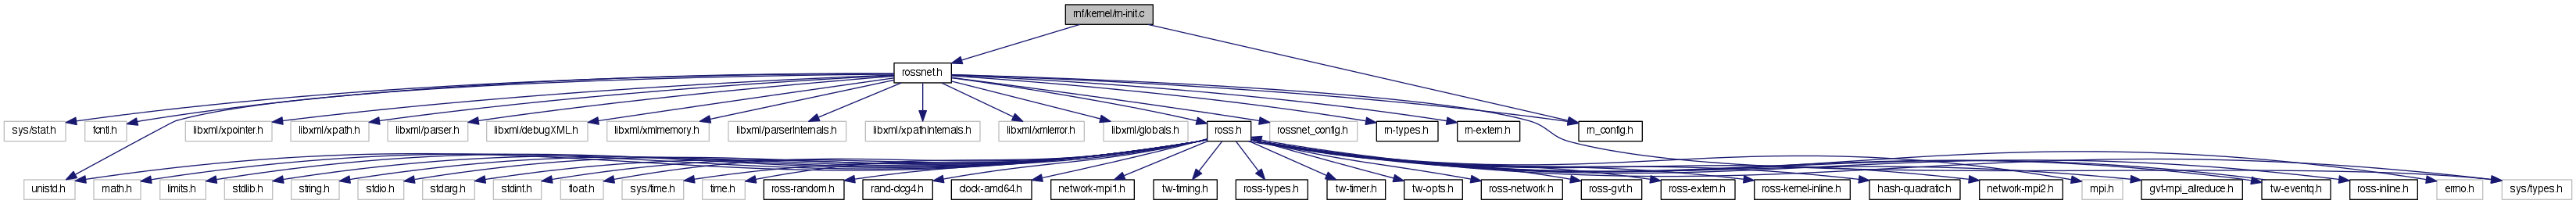 rnf/kernel/rn-init.c
rossnet.h
sys/stat.h
fcntl.h
libxml/xpointer.h
libxml/xpath.h
libxml/parser.h
libxml/debugXML.h
libxml/xmlmemory.h
libxml/parserInternals.h
libxml/xpathInternals.h
libxml/xmlerror.h
libxml/globals.h
ross.h
rossnet_config.h
rn-types.h
rn-extern.h
rn_config.h
unistd.h
math.h
limits.h
stdlib.h
string.h
stdio.h
stdarg.h
stdint.h
float.h
sys/time.h
time.h
ross-random.h
rand-clcg4.h
clock-amd64.h
network-mpi1.h
tw-timing.h
ross-types.h
tw-timer.h
tw-opts.h
ross-network.h
ross-gvt.h
ross-extern.h
ross-kernel-inline.h
hash-quadratic.h
network-mpi2.h
mpi.h
gvt-mpi_allreduce.h
tw-eventq.h
ross-inline.h
errno.h
sys/types.h